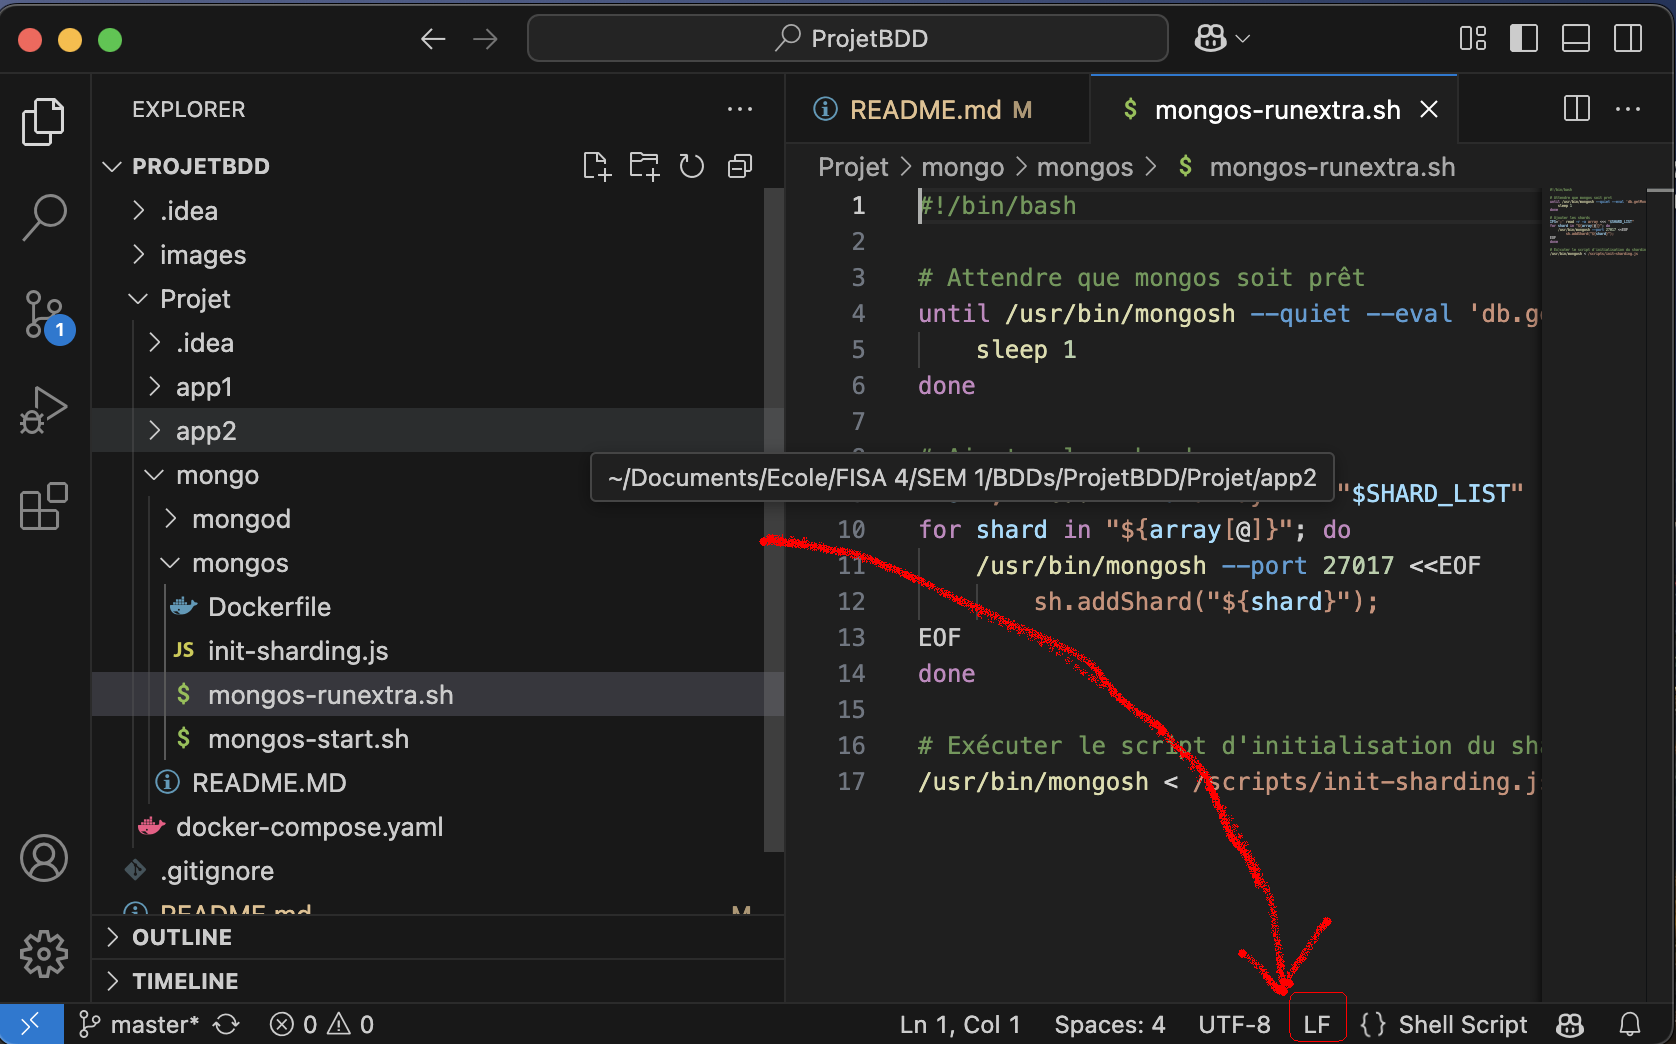 ProjetBDD
EXPLORER
PROJETBDD
.idea
images
Projet
.idea
app1
app2
mongo
mongod
mongos
Dockerfile
JS init-sharding.js
$ mongos-runextra.sh
$ mongos-start.sh
README.MD
docker-compose.yaml
.gitignore
README.md M
OUTLINE
TIMELINE
1
README.md M
$ mongos-runextra.sh
Projet > mongo > mongos > $ mongos-runextra.sh
1 #!/bin/bash
2
3 # Attendre que mongos soit prêt
4 until /usr/bin/mongosh --quiet --eval 'db.ge
5 sleep 1
6 done
7
~/Documents/Ecole/FISA 4/SEM 1/BDDs/ProjetBDD/Projet/app2
"$SHARD_LIST"
10 for shard in "${array[@]}"; do
11 /usr/bin/mongosh --port 27017 <<EOF
12 sh.addShard("${shard}");
13 EOF
14 done
15
16 # Exécuter le script d'initialisation du sh
17 /usr/bin/mongosh < /scripts/init-sharding.j
master* 0 0 Ln 1, Col 1 Spaces: 4 UTF-8 LF {} Shell Script